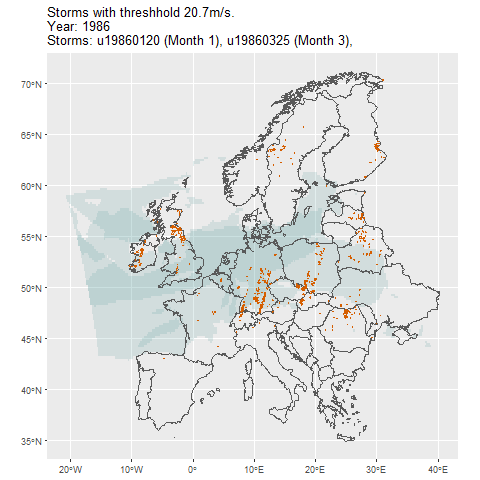 Storms with threshhold 20.7m/s.
Year: 1986
Storms: u19860120 (Month 1), u19860325 (Month 3),
70°N
65°N
60°N
55°N
50°N
45°N
40°N
35°N
20°W 10°W 0° 10°E 20°E 30°E 40°E